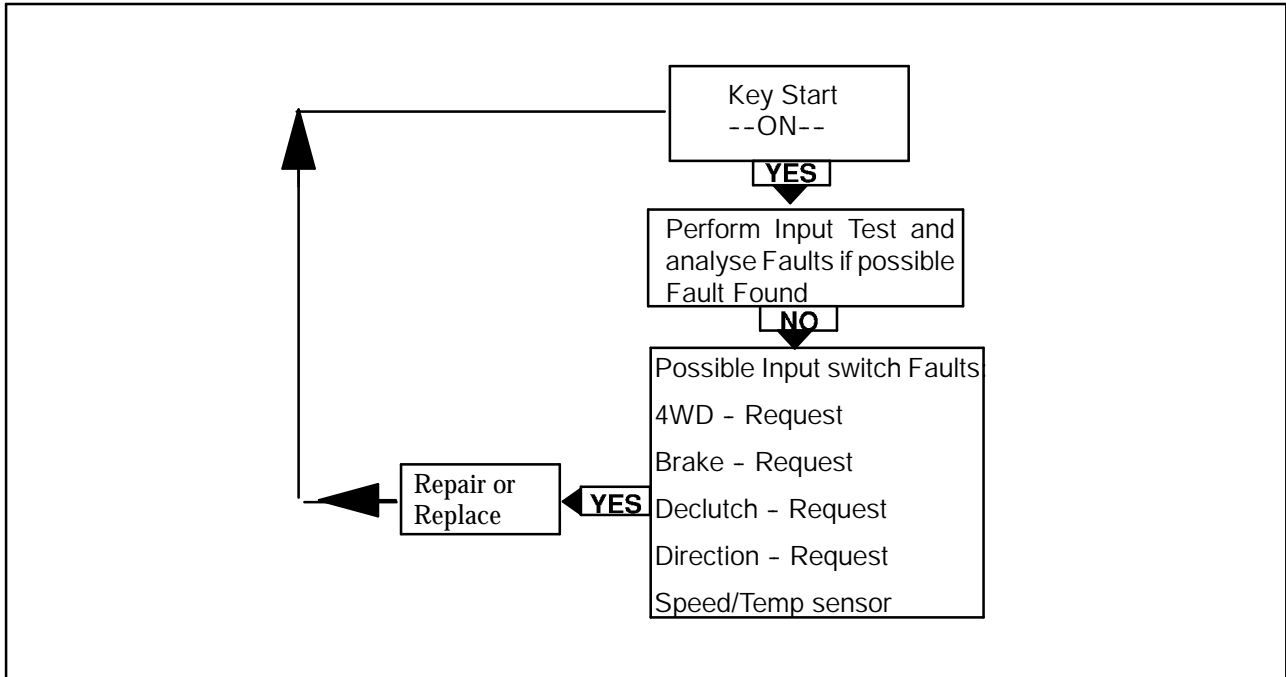 Key Start
--ON--
YES
Perform Input Test and
analyse Faults if possible
Fault Found
NO
Possible Input switch Faults:
4WD - Request
Brake - Request
Declutch - Request
Direction - Request
Speed/Temp sensor
YES
Repair or
Replace